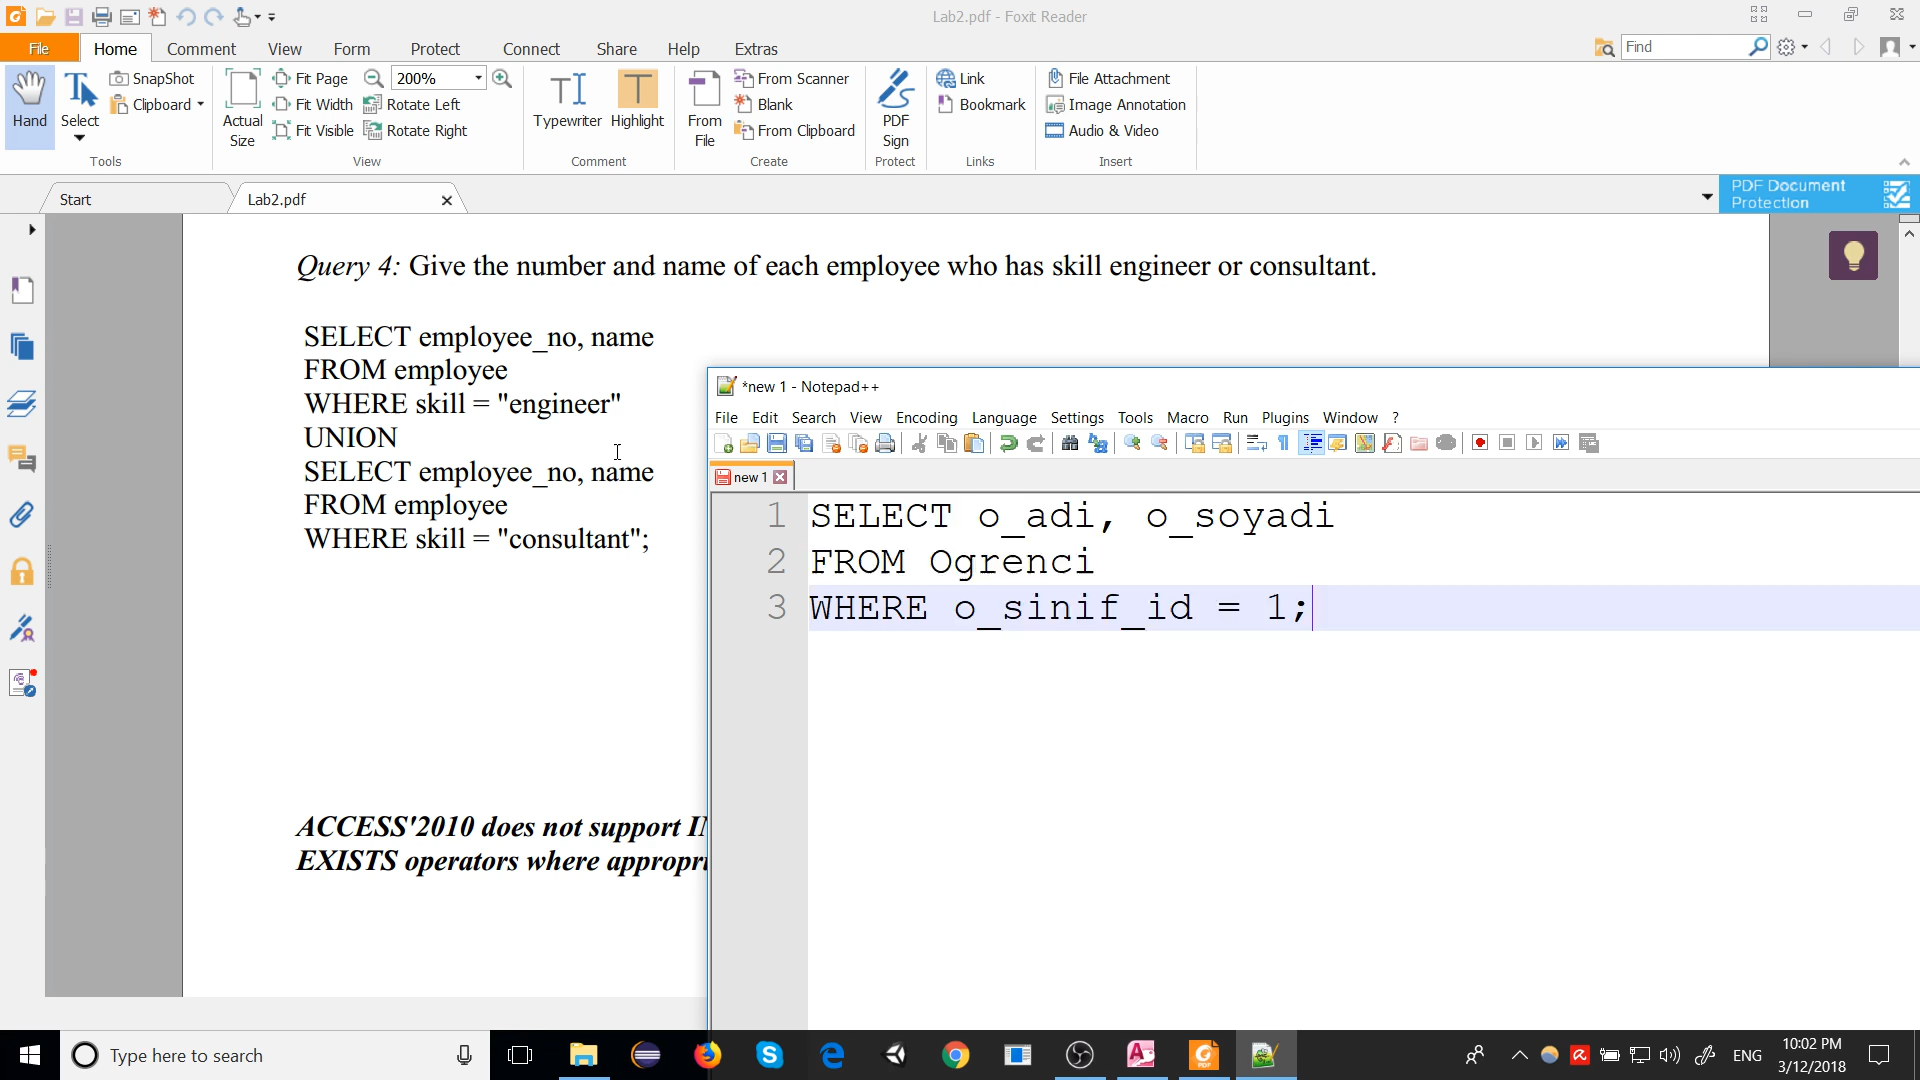 Lab2.pdf - Foxit Reader
File Home Comment View Form Protect Connect Share Help Extras
Find
Hand
Select
SnapShot
Clipboard
Tools
Actual Size
Fit Page
Fit Width
Fit Visible
200%
Rotate Left
Rotate Right
View
Typewriter
Highlight
Comment
From File
From Scanner
Blank
From Clipboard
Create
PDF Sign
Protect
Link
Bookmark
Links
File Attachment
Image Annotation
Audio & Video
Insert
Start
Lab2.pdf
PDF Document
Protection
Query 4: Give the number and name of each employee who has skill engineer or consultant.
SELECT employee_no, name
FROM employee
WHERE skill = "engineer"
UNION
SELECT employee_no, name
FROM employee
WHERE skill = "consultant";
ACCESS'2010 does not support
EXISTS operators where
*new 1 - Notepad++
File Edit Search View Encoding Language Settings Tools Macro Run Plugins Window ?
new 1
1 SELECT o_adi, o_soyadi
2 FROM Ogrenci
3 WHERE o_sinif_id = 1;
Type here to search
ENG
10:02 PM
3/12/2018